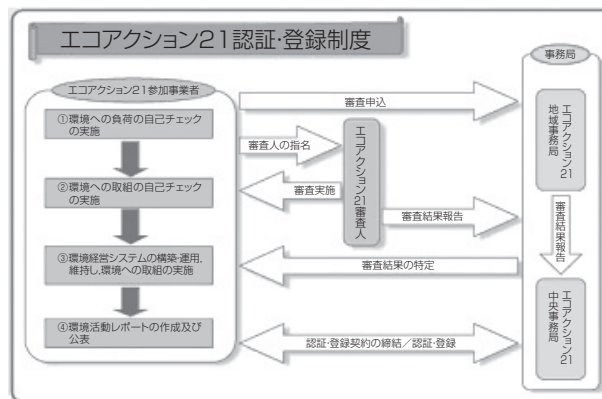 エコアクション21認証・登録制度
エコアクション21参加事業者
①環境への負荷の自己チェック
の実施
②環境への取組の自己チェック
の実施
③環境経営システムの構築・運用、
維持し、環境への取組の実施
④環境活動レポートの作成及び
公表
審査申込
審査人の指名
審査実施
エコアクション21審査人
審査結果報告
審査結果の特定
認証・登録契約の締結／認証・登録
事務局
エコアクション21
地域事務局
審査結果報告
エコアクション21
中央事務局